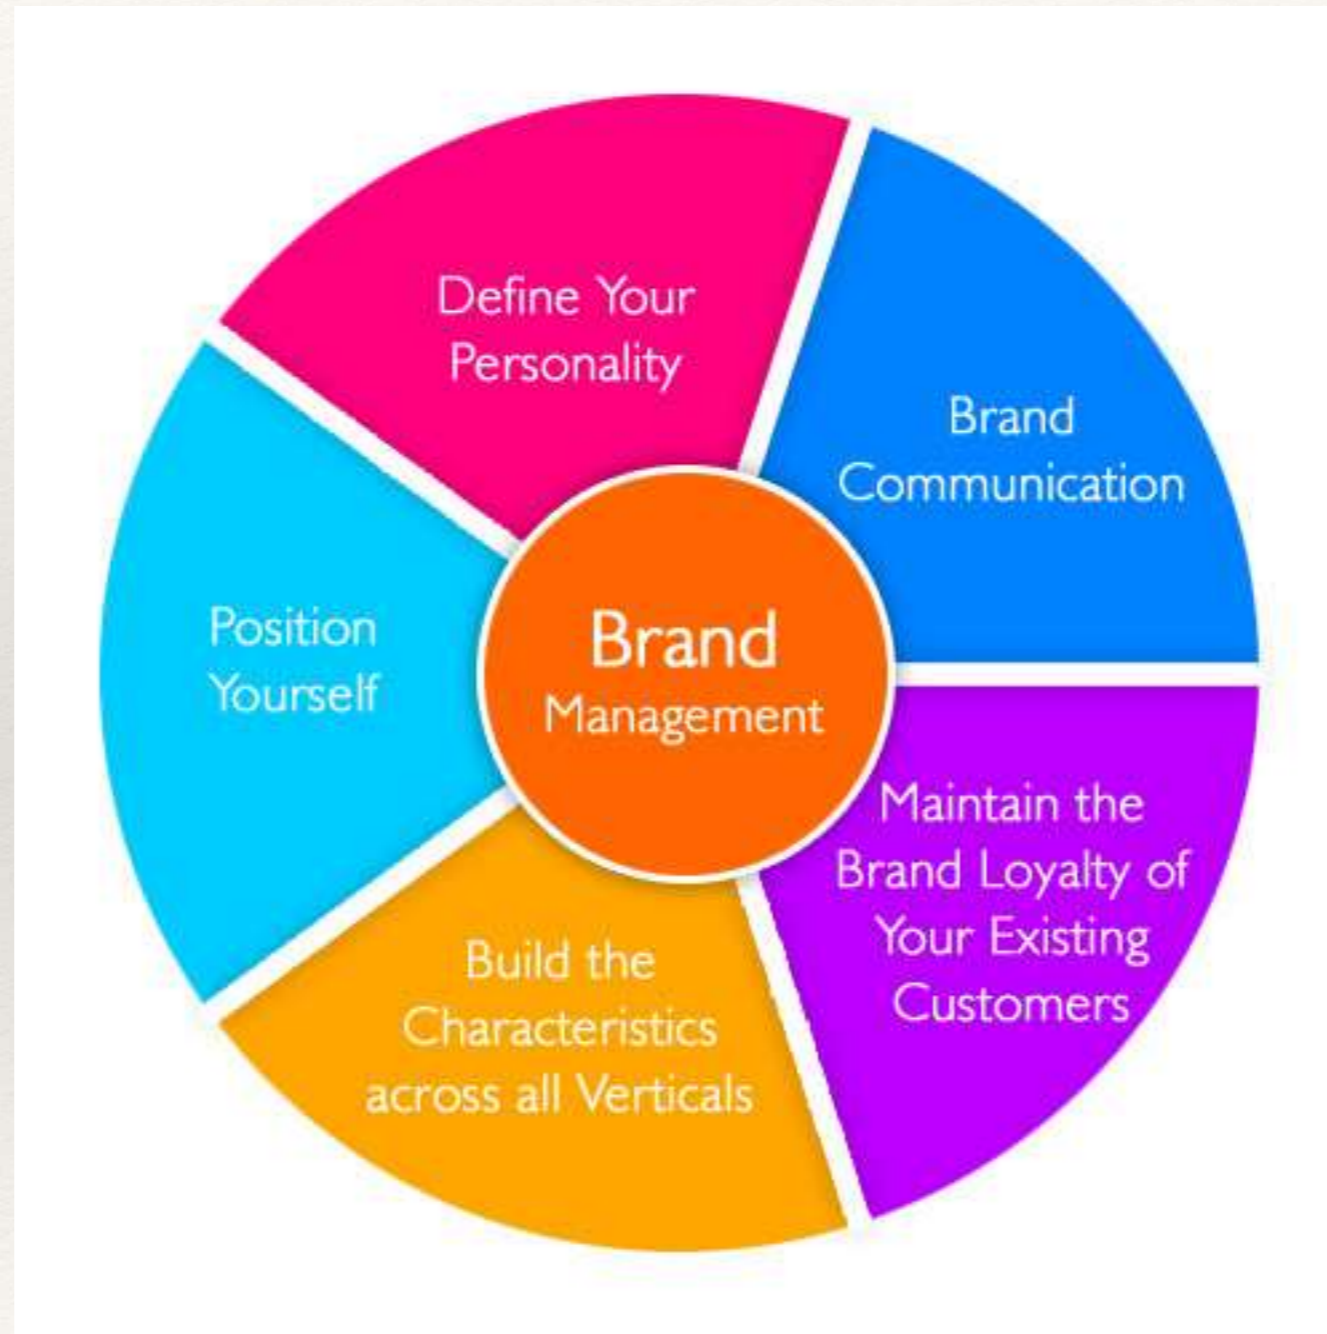 Define Your
Personality
Brand
Communication
Position
Yourself
Brand
Management
Maintain the
Brand Loyalty of
Your Existing
Customers
Build the
Characteristics
across all Verticals